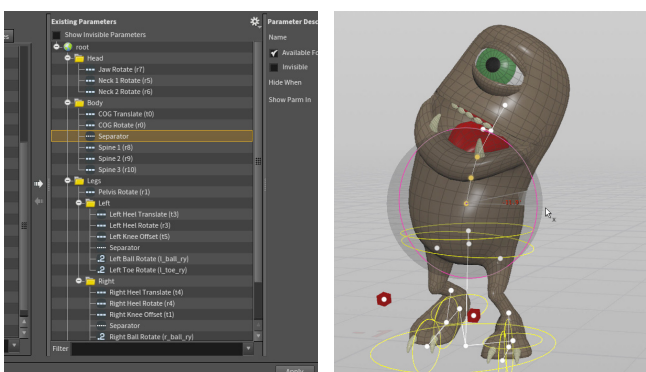 Existing Parameters
Parameter Desc
es
Show Invisible Parameters
Name
root
Head
Available Fo
Jaw Rotate (r7)
Invisible
Neck 1 Rotate (r5)
Hide When
Neck 2 Rotate (r6)
Body
Show Parm In
COG Translate (t0)
COG Rotate (r0)
Separator
Spine 1 (r8)
Spine 2 (r9)
Spine 3 (r10)
Legs
Pelvis Rotate (r1)
Left
Left Heel Translate (t3)
Left Heel Rotate (r3)
Left Knee Offset (t5)
Separator
Left Ball Rotate (l_ball_ry)
Left Toe Rotate (l_toe_ry)
Right
Right Heel Translate (t4)
Right Heel Rotate (r4)
Right Knee Offset (t1)
Separator
Right Ball Rotate (r_ball_ry)
Filter
Apply